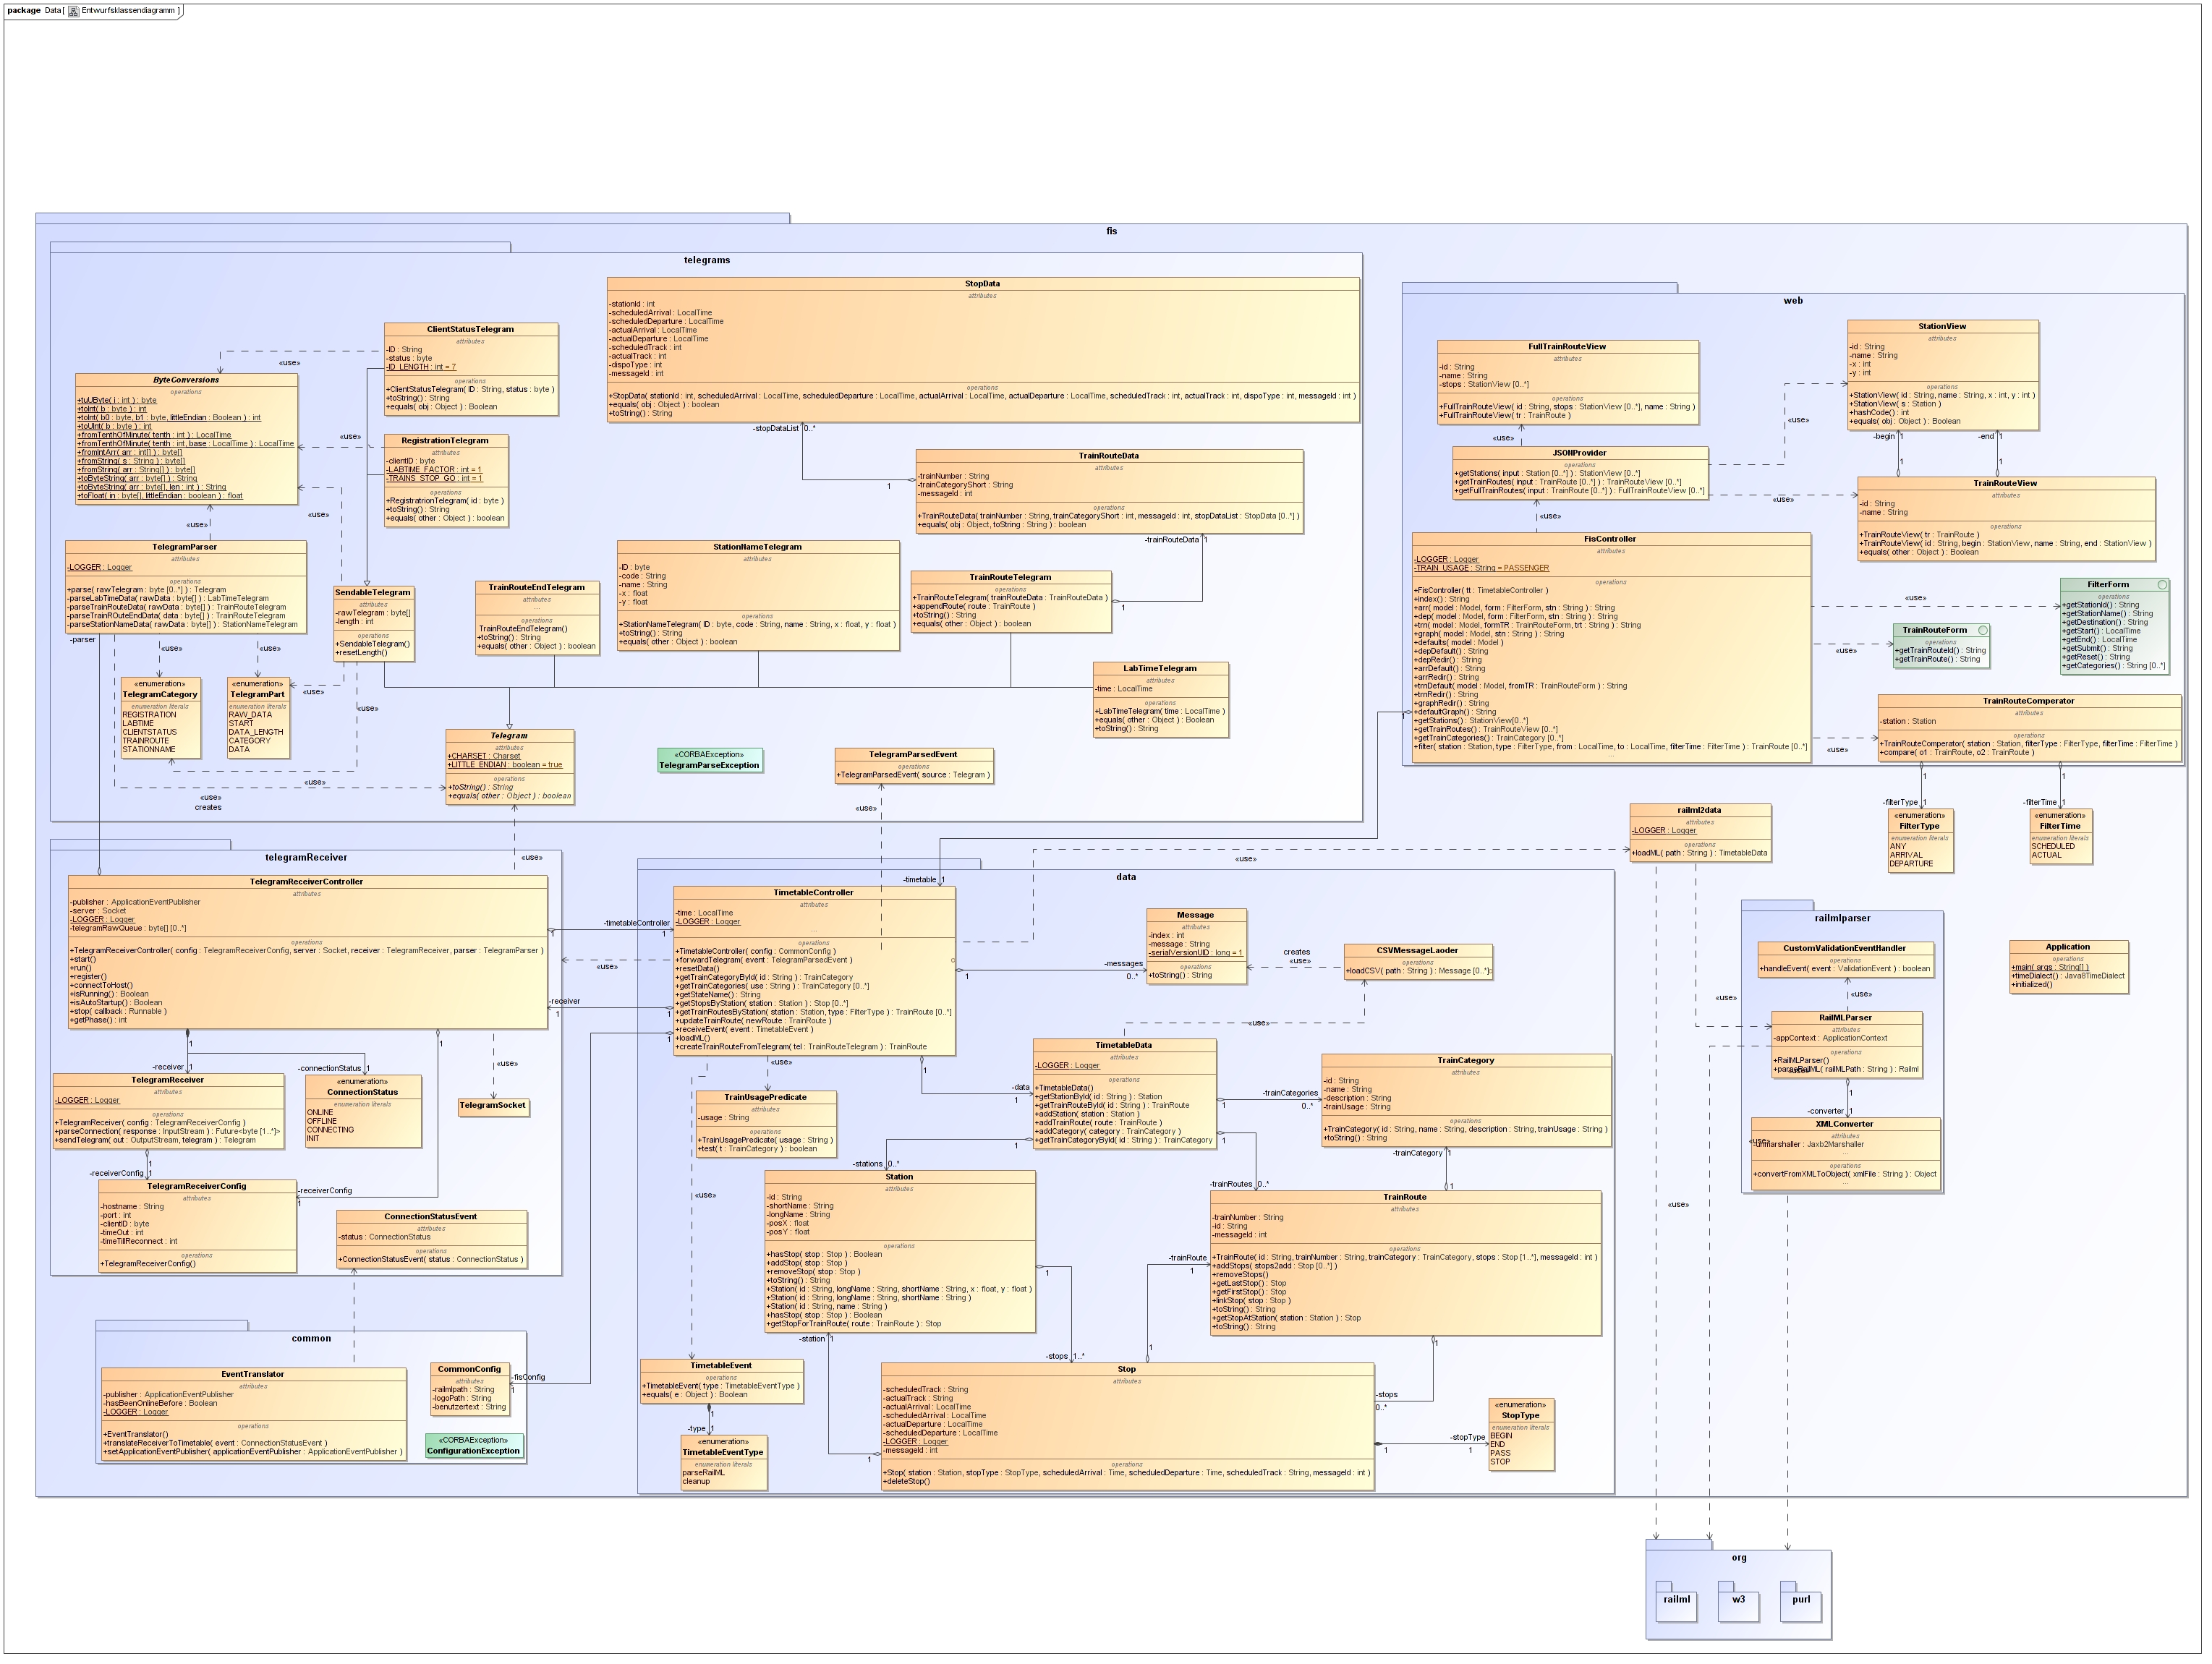 package Data[ Entwurfsklassendiagramm ]
fis
telegrams
StopData
attributes
-stationId : int
-scheduledArrival : LocalTime
-scheduledDeparture : LocalTime
-actualArrival : LocalTime
-actualDeparture : LocalTime
-scheduledTrack : int
-actualTrack : int
-dispoType : int
-messageId : int
operations
+StopData( stationId : int, scheduledArrival : LocalTime, scheduledDeparture : LocalTime, actualArrival : LocalTime, actualDeparture : LocalTime, scheduledTrack : int, actualTrack : int, dispoType : int, messageId : int )
+equals( obj : Object ) : boolean
+toString() : String
-stopDataList 0..*
ClientStatusTelegram
attributes
-ID : String
-status : byte
-ID_LENGTH : int = 7
operations
+ClientStatusTelegram( ID : String, status : byte )
+toString() : String
+equals( obj : Object ) : Boolean
«use»
ByteConversions
operations
+tuUByte( i : int ) : byte
+toInt( b : byte ) : int
+toInt( b0 : byte, b1 : byte, littleEndian : Boolean ) : int
+toUInt( b : byte ) : int
+fromTenthOfMinute( tenth : int ) : LocalTime
+fromTenthOfMinute( tenth : int, base : LocalTime ) : LocalTime
+fromIntArr( arr : int[] ) : byte[]
+fromString( s : String ) : byte[]
+fromString( arr : String[] ) : byte[]
+toByteString( arr : byte[] ) : String
+toByteString( arr : byte[], len : int ) : String
+toFloat( in : byte[], littleEndian : boolean ) : float
«use»
«use»
«use»
RegistrationTelegram
attributes
-clientID : byte
-LABTIME_FACTOR : int = 1
-TRAINS_STOP_GO : int = 1
operations
+RegistrationTelegram( id : byte )
+toString() : String
+equals( other : Object ) : boolean
TrainRouteData
attributes
-trainNumber : String
-trainCategoryShort : String
-messageId : int
operations
+TrainRouteData( trainNumber : String, trainCategoryShort : int, messageId : int, stopDataList : StopData [0..*] )
+equals( obj : Object, toString : String ) : boolean
1
-trainRouteData 1
TelegramParser
attributes
-LOGGER : Logger
operations
+parse( rawTelegram : byte [0..*] ) : Telegram
-parseLabTimeData( rawData : byte[] ) : LabTimeTelegram
-parseTrainRouteData( rawData : byte[] ) : TrainRouteTelegram
-parseTrainROuteEndData( data : byte[] ) : TrainRouteTelegram
-parseStationNameData( rawData : byte[] ) : StationNameTelegram
-parser
«use»
«use»
SendableTelegram
attributes
-rawTelegram : byte[]
-length : int
operations
+SendableTelegram()
+resetLength()
«use»
«use»
TrainRouteEndTelegram
attributes
...
operations
TrainRouteEndTelegram()
+toString() : String
+equals( other : Object ) : boolean
StationNameTelegram
attributes
-ID : byte
-code : String
-name : String
-x : float
-y : float
operations
+StationNameTelegram( ID : byte, code : String, name : String, x : float, y : float )
+toString() : String
+equals( other : Object ) : boolean
TrainRouteTelegram
operations
+TrainRouteTelegram( trainRouteData : TrainRouteData )
+appendRoute( route : TrainRoute )
+toString() : String
+equals( other : Object ) : boolean
1
LabTimeTelegram
attributes
-time : LocalTime
operations
+LabTimeTelegram( time : LocalTime )
+equals( other : Object ) : Boolean
+toString() : String
«enumeration»
TelegramCategory
enumeration literals
REGISTRATION
LABTIME
CLIENTSTATUS
TRAINROUTE
STATIONNAME
«enumeration»
TelegramPart
enumeration literals
RAW_DATA
START
DATA_LENGTH
CATEGORY
DATA
Telegram
attributes
+CHARSET : Charset
+LITTLE_ENDIAN : boolean = true
operations
+toString() : String
+equals( other : Object ) : boolean
«use»
creates
«CORBAException»
TelegramParseException
TelegramParsedEvent
operations
+TelegramParsedEvent( source : Telegram )
«use»
«use»
web
FullTrainRouteView
attributes
-id : String
-name : String
-stops : StationView [0..*]
operations
+FullTrainRouteView( id : String, stops : StationView [0..*], name : String )
+FullTrainRouteView( tr : TrainRoute )
«use»
StationView
attributes
-id : String
-name : String
-x : int
-y : int
operations
+StationView( id : String, name : String, x : int, y : int )
+StationView( s : Station )
+hashCode() : int
+equals( obj : Object ) : Boolean
-begin 1
-end 1
1
1
JSONProvider
operations
+getStations( input : Station [0..*] ) : StationView [0..*]
+getTrainRoutes( input : TrainRoute [0..*] ) : TrainRouteView [0..*]
+getFullTrainRoutes( input : TrainRoute [0..*] ) : FullTrainRouteView [0..*]
«use»
«use»
«use»
TrainRouteView
attributes
-id : String
-name : String
operations
+TrainRouteView( tr : TrainRoute )
+TrainRouteView( id : String, begin : StationView, name : String, end : StationView )
+equals( other : Object ) : Boolean
FisController
attributes
-LOGGER : Logger
-TRAIN_USAGE : String = PASSENGER
operations
+FisController( tt : TimetableController )
+index() : String
+arr( model : Model, form : FilterForm, stn : String ) : String
+dep( model : Model, form : FilterForm, stn : String ) : String
+trn( model : Model, formTR : TrainRouteForm, trt : String ) : String
+graph( model : Model, stn : String ) : String
+defaults( model : Model )
+depDefault() : String
+depRedir() : String
+arrDefault() : String
+arrRedir() : String
+trnDefault( model : Model, fromTR : TrainRouteForm ) : String
+trnRedir() : String
+graphRedir() : String
+defaultGraph() : String
+getStations() : StationView[0..*]
+getTrainRoutes() : TrainRouteView [0..*]
+getTrainCategories() : TrainCategory [0..*]
+filter( station : Station, type : FilterType, from : LocalTime, to : LocalTime, filterTime : FilterTime ) : TrainRoute [0..*]
...
1
«use»
«use»
«use»
TrainRouteForm
operations
+getTrainRouteId() : String
+getTrainRoute() : String
FilterForm
operations
+getStationId() : String
+getStationName() : String
+getDestination() : String
+getStart() : LocalTime
+getEnd() : LocalTime
+getSubmit() : String
+getReset() : String
+getCategories() : String [0..*]
TrainRouteComperator
attributes
-station : Station
operations
+TrainRouteComperator( station : Station, filterType : FilterType, filterTime : FilterTime )
+compare( o1 : TrainRoute, o2 : TrainRoute )
1
1
-filterType 1
-filterTime 1
«enumeration»
FilterType
enumeration literals
ANY
ARRIVAL
DEPARTURE
«enumeration»
FilterTime
enumeration literals
SCHEDULED
ACTUAL
railml2data
attributes
-LOGGER : Logger
operations
+loadML( path : String ) : TimetableData
«use»
telegramReceiver
TelegramReceiverController
attributes
-publisher : ApplicationEventPublisher
-server : Socket
-LOGGER : Logger
-telegramRawQueue : byte[] [0..*]
operations
+TelegramReceiverController( config : TelegramReceiverConfig, server : Socket, receiver : TelegramReceiver, parser : TelegramParser )
+start()
+run()
+register()
+connectToHost()
+isRunning() : Boolean
+isAutoStartup() : Boolean
+stop( callback : Runnable )
+getPhase() : int
-timetableController
1
1
«use»
-receiver
1
1
1
1
-receiver 1
-connectionStatus 1
«use»
TelegramReceiver
attributes
-LOGGER : Logger
operations
+TelegramReceiver( config : TelegramReceiverConfig )
+parseConnection( response : InputStream ) : Future<byte [1..*]>
+sendTelegram( out : OutputStream, telegram ) : Telegram
1
-receiverConfig 1
«enumeration»
ConnectionStatus
enumeration literals
ONLINE
OFFLINE
CONNECTING
INIT
TelegramSocket
TelegramReceiverConfig
attributes
-hostname : String
-port : int
-clientID : byte
-timeOut : int
-timeTillReconnect : int
operations
+TelegramReceiverConfig()
-receiverConfig
1
ConnectionStatusEvent
attributes
-status : ConnectionStatus
operations
+ConnectionStatusEvent( status : ConnectionStatus )
common
EventTranslator
attributes
-publisher : ApplicationEventPublisher
-hasBeenOnlineBefore : Boolean
-LOGGER : Logger
operations
+EventTranslator()
+translateReceiverToTimetable( event : ConnectionStatusEvent )
+setApplicationEventPublisher( applicationEventPublisher : ApplicationEventPublisher )
CommonConfig
attributes
-railmlpath : String
-logoPath : String
-benutzertext : String
-fisConfig
1
«CORBAException»
ConfigurationException
data
-timetable 1
TimetableController
attributes
-time : LocalTime
-LOGGER : Logger
...
operations
+TimetableController( config : CommonConfig )
+forwardTelegram( event : TelegramParsedEvent )
+resetData()
+getTrainCategoryById( id : String ) : TrainCategory
+getTrainCategories( use : String ) : TrainCategory [0..*]
+getStateName() : String
+getStopsByStation( station : Station ) : Stop [0..*]
+getTrainRoutesByStation( station : Station, type : FilterType ) : TrainRoute [0..*]
+updateTrainRoute( newRoute : TrainRoute )
+receiveEvent( event : TimetableEvent )
+loadML()
+createTrainRouteFromTelegram( tel : TrainRouteTelegram ) : TrainRoute
1
-messages
0..*
1
Message
attributes
-index : int
-message : String
-serialVersionUID : long = 1
operations
+toString() : String
creates
«use»
CSVMessageLaoder
operations
+loadCSV( path : String ) : Message [0..*]
«use»
«use»
1
-data
1
TimetableData
attributes
-LOGGER : Logger
operations
+TimetableData()
+getStationById( id : String ) : Station
+getTrainRouteById( id : String ) : TrainRoute
+addStation( station : Station )
+addTrainRoute( route : TrainRoute )
+addCategory( category : TrainCategory )
+getTrainCategoryById( id : String ) : TrainCategory
1
-trainCategories
0..*
1
1
TrainCategory
attributes
-id : String
-name : String
-description : String
-trainUsage : String
operations
+TrainCategory( id : String, name : String, description : String, trainUsage : String )
+toString() : String
-trainCategory 1
TrainUsagePredicate
attributes
-usage : String
operations
+TrainUsagePredicate( usage : String )
+test( t : TrainCategory ) : boolean
«use»
-stations 0..*
-trainRoutes 0..*
1
Station
attributes
-id : String
-shortName : String
-longName : String
-posX : float
-posY : float
operations
+hasStop( stop : Stop ) : Boolean
+addStop( stop : Stop )
+removeStop( stop : Stop )
+toString() : String
+Station( id : String, longName : String, shortName : String, x : float, y : float )
+Station( id : String, longName : String, shortName : String )
+Station( id : String, name : String )
+hasStop( stop : Stop ) : Boolean
+getStopForTrainRoute( route : TrainRoute ) : Stop
1
-station 1
-stops 1..*
TrainRoute
attributes
-trainNumber : String
-id : String
-messageId : int
operations
+TrainRoute( id : String, trainNumber : String, trainCategory : TrainCategory, stops : Stop [1..*], messageId : int )
+addStops( stops2add : Stop [0..*] )
+removeStops()
+getLastStop() : Stop
+getFirstStop() : Stop
+linkStop( stop : Stop )
+toString() : String
+getStopAtStation( station : Station ) : Stop
+toString() : String
-trainRoute
1
1
1
TimetableEvent
operations
+TimetableEvent( type : TimetableEventType )
+equals( e : Object ) : Boolean
1
-type 1
«enumeration»
TimetableEventType
enumeration literals
parseRailML
cleanup
Stop
attributes
-scheduledTrack : String
-actualTrack : String
-actualArrival : LocalTime
-scheduledArrival : LocalTime
-actualDeparture : LocalTime
-scheduledDeparture : LocalTime
-LOGGER : Logger
-messageId : int
operations
+Stop( station : Station, stopType : StopType, scheduledArrival : Time, scheduledDeparture : Time, scheduledTrack : String, messageId : int )
+deleteStop()
1
-stops
0..*
-stopType
1
1
«enumeration»
StopType
enumeration literals
BEGIN
END
PASS
STOP
railmlparser
CustomValidationEventHandler
operations
+handleEvent( event : ValidationEvent ) : boolean
«use»
«use»
RailMLParser
attributes
-appContext : ApplicationContext
operations
+RailMLParser()
+parseRailML( railMLPath : String ) : Railml
«use»
1
-converter 1
XMLConverter
attributes
-unmarshaller : Jaxb2Marshaller
...
operations
+convertFromXMLToObject( xmlFile : String ) : Object
...
«use»
«use»
Application
operations
+main( args : String[] )
+timeDialect() : Java8TimeDialect
+initialized()
org
railml
w3
purl